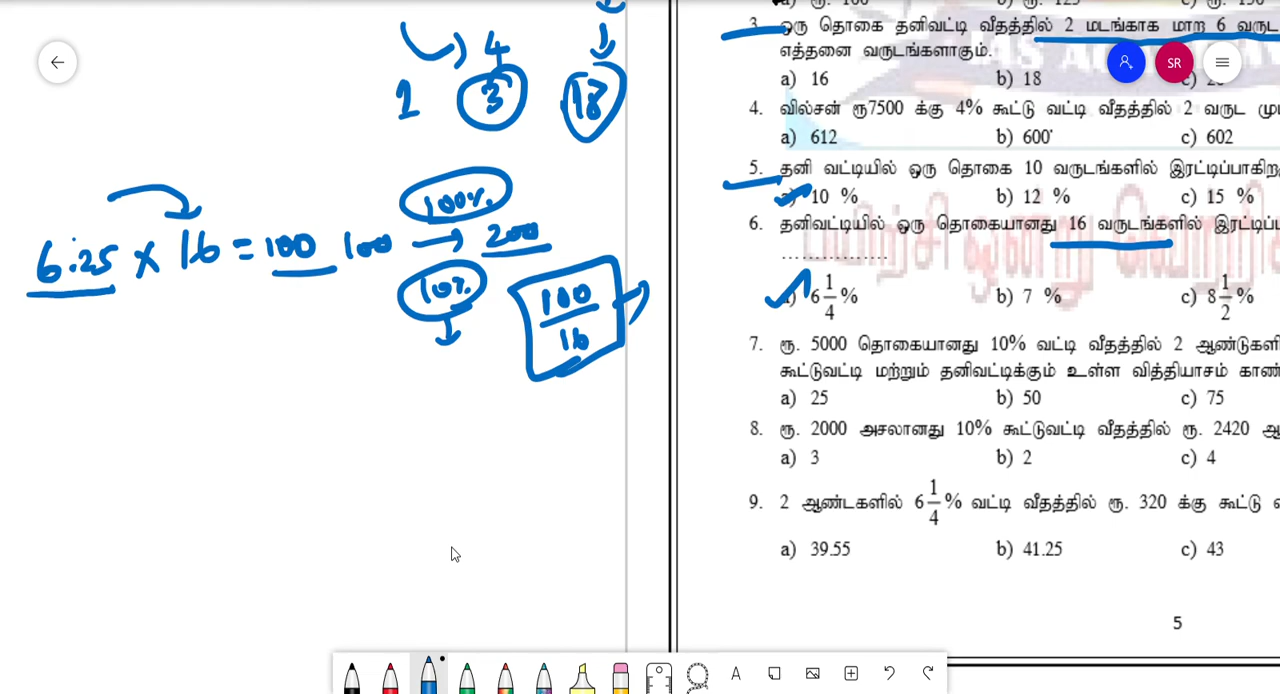 4
1 3 18
100%
6.25 × 16 = 100 100 → 200
10%
100
16
3. ஒரு தொகை தனிவட்டி வீதத்தில் 2 மடங்காக மாற 6 வருட
எத்தனை வருடங்களாகும்.
a) 16 b) 18 c)
4. வில்சன் ரூ7500 க்கு 4% கூட்டு வட்டி வீதத்தில் 2 வருட மு
a) 612 b) 600 c) 602
5. தனி வட்டியில் ஒரு தொகை 10 வருடங்களில் இரட்டிப்பாகிற
10 % b) 12 % c) 15 %
6. தனிவட்டியில் ஒரு தொகையானது 16 வருடங்களில் இரட்டிப்
................
6 1/4 % b) 7 % c) 8 1/2 %
7. ரூ. 5000 தொகையானது 10% வட்டி வீதத்தில் 2 ஆண்டுகளி
கூட்டுவட்டி மற்றும் தனிவட்டிக்கும் உள்ள வித்தியாசம் காண
a) 25 b) 50 c) 75
8. ரூ. 2000 அசலானது 10% கூட்டுவட்டி வீதத்தில் ரூ. 2420 ஆ
a) 3 b) 2 c) 4
9. 2 ஆண்டகளில் 6 1/4 % வட்டி வீதத்தில் ரூ. 320 க்கு கூட்டு
a) 39.55 b) 41.25 c) 43
5
SR
A